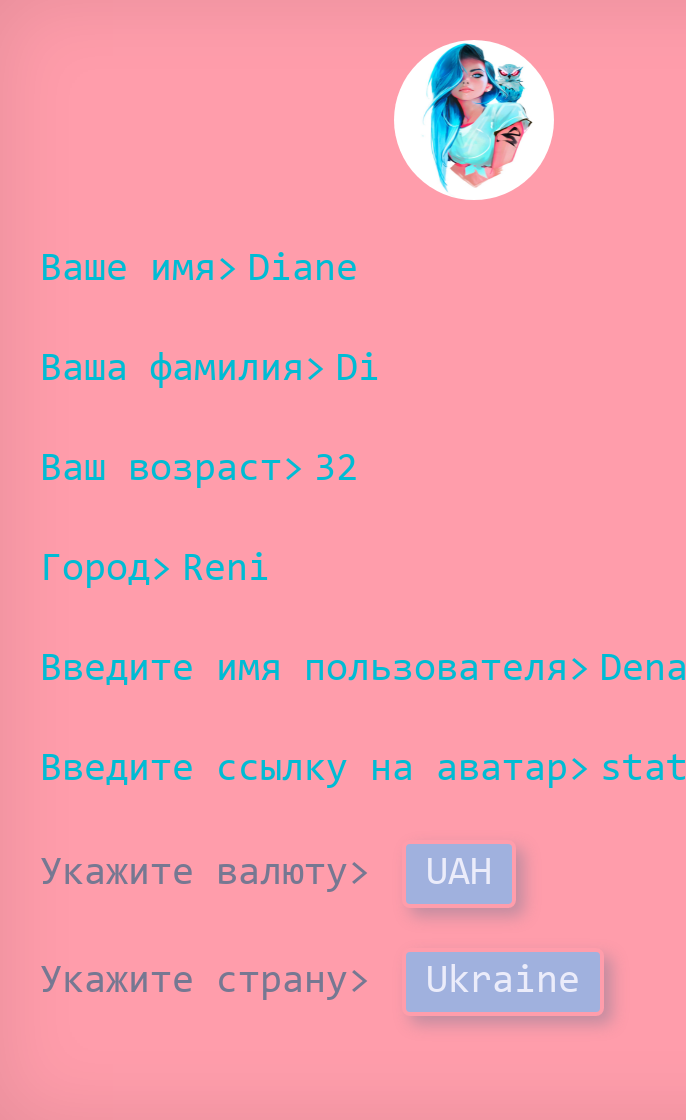 Ваше имя> Diane
Ваша фамилия> Di
Ваш возраст> 32
Город> Reni
Введите имя пользователя> Dena
Введите ссылку на аватар> stat
Укажите валюту> UAH
Укажите страну> Ukraine